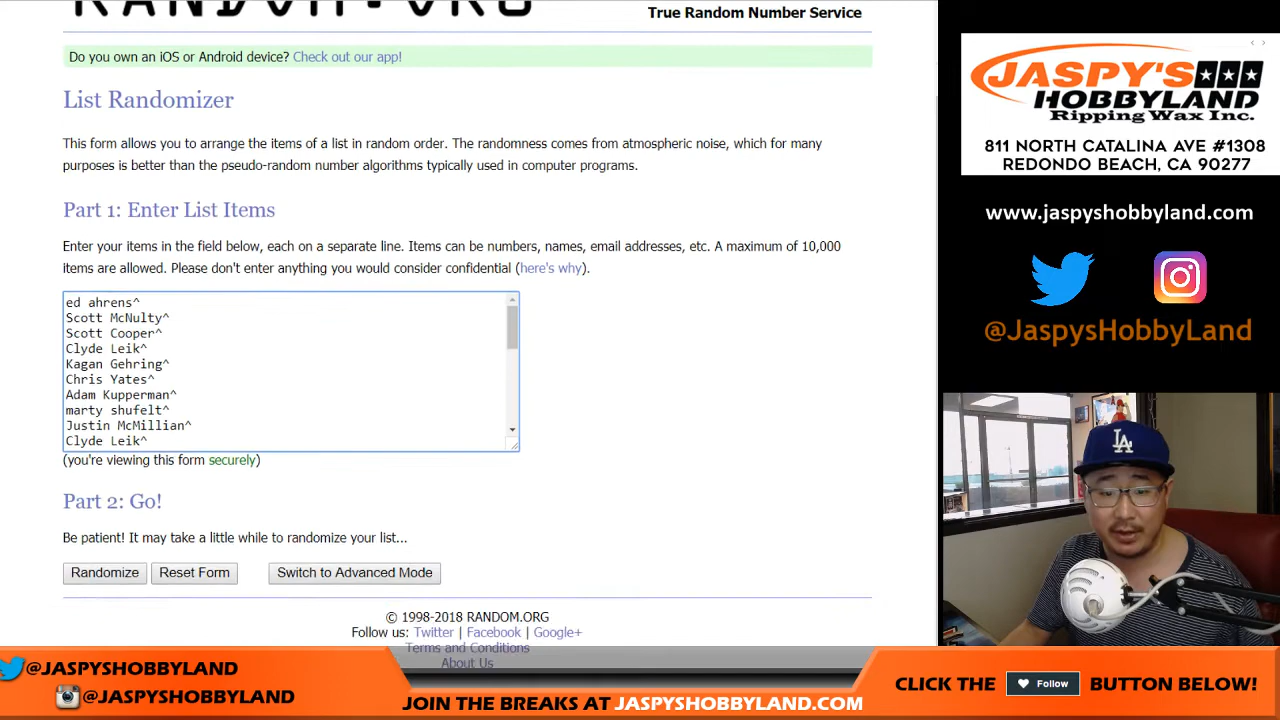 RANDOM.ORG
True Random Number Service
Do you own an iOS or Android device? Check out our app!
List Randomizer
This form allows you to arrange the items of a list in random order. The randomness comes from atmospheric noise, which for many
purposes is better than the pseudo-random number algorithms typically used in computer programs.
Part 1: Enter List Items
Enter your items in the field below, each on a separate line. Items can be numbers, names, email addresses, etc. A maximum of 10,000
items are allowed. Please don't enter anything you would consider confidential (here's why).
ed ahrens^
Scott McNulty^
Scott Cooper^
Clyde Leik^
Kagan Gehring^
Chris Yates^
Adam Kupperman^
marty shufelt^
Justin McMillian^
Clyde Leik^
(you're viewing this form securely)
Part 2: Go!
Be patient! It may take a little while to randomize your list...
Randomize Reset Form Switch to Advanced Mode
© 1998-2018 RANDOM.ORG
Follow us: Twitter | Facebook | Google+
Terms and Conditions
About Us
JASPY'S
HOBBYLAND
Ripping Wax Inc.
811 NORTH CATALINA AVE #1308
REDONDO BEACH, CA 90277
www.jaspyshobbyland.com
@JaspysHobbyLand
LA
@JASPYSHOBBYLAND
@JASPYSHOBBYLAND
JOIN THE BREAKS AT JASPYSHOBBYLAND.COM
CLICK THE Follow BUTTON BELOW!